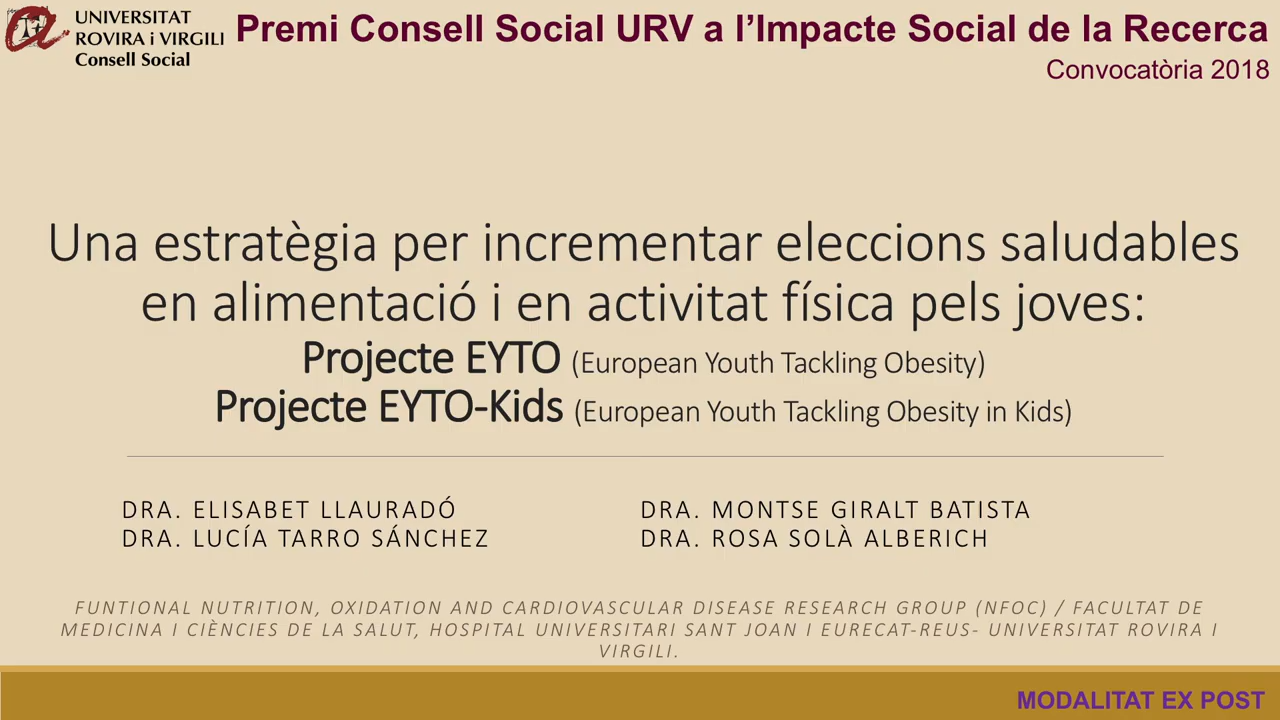 UNIVERSITAT
ROVIRA i VIRGILI
Consell Social
Premi Consell Social URV a l’Impacte Social de la Recerca
Convocatòria 2018
Una estratègia per incrementar eleccions saludables
en alimentació i en activitat física pels joves:
Projecte EYTO (European Youth Tackling Obesity)
Projecte EYTO-Kids (European Youth Tackling Obesity in Kids)
DRA. ELISABET LLAURADÓ
DRA. LUCÍA TARRO SÁNCHEZ
DRA. MONTSE GIRALT BATISTA
DRA. ROSA SOLÀ ALBERICH
FUNTIONAL NUTRITION, OXIDATION AND CARDIOVASCULAR DISEASE RESEARCH GROUP (NFOC) / FACULTAT DE
MEDICINA I CIÈNCIES DE LA SALUT, HOSPITAL UNIVERSITARI SANT JOAN I EURECAT-REUS- UNIVERSITAT ROVIRA I
VIRGILI.
MODALITAT EX POST